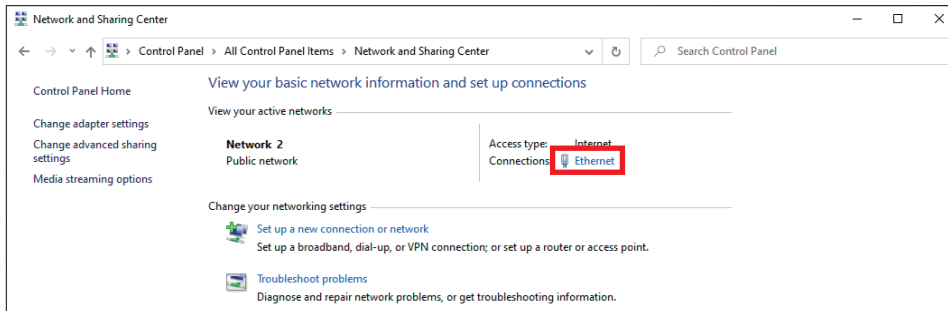 Network and Sharing Center
Control Panel > All Control Panel Items > Network and Sharing Center
Search Control Panel
Control Panel Home
Change adapter settings
Change advanced sharing
settings
Media streaming options
View your basic network information and set up connections
View your active networks
Network 2
Public network
Access type: Internet
Connections Ethernet
Change your networking settings
Set up a new connection or network
Set up a broadband, dial-up, or VPN connection; or set up a router or access point.
Troubleshoot problems
Diagnose and repair network problems, or get troubleshooting information.